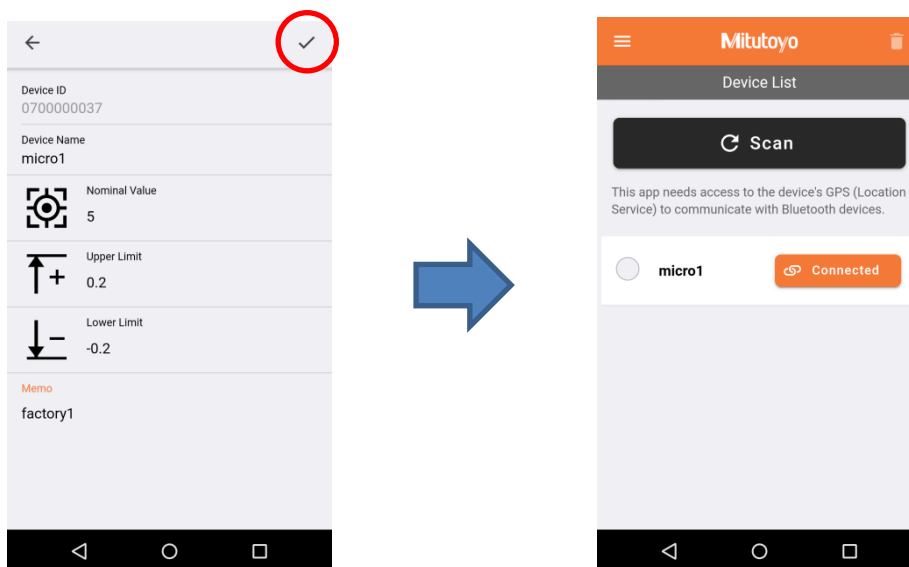 Device ID
0700000037
Device Name
micro1
Nominal Value
5
Upper Limit
0.2
Lower Limit
-0.2
Memo
factory1
Mitutoyo
Device List
Scan
This app needs access to the device's GPS (Location
Service) to communicate with Bluetooth devices.
micro1
Connected